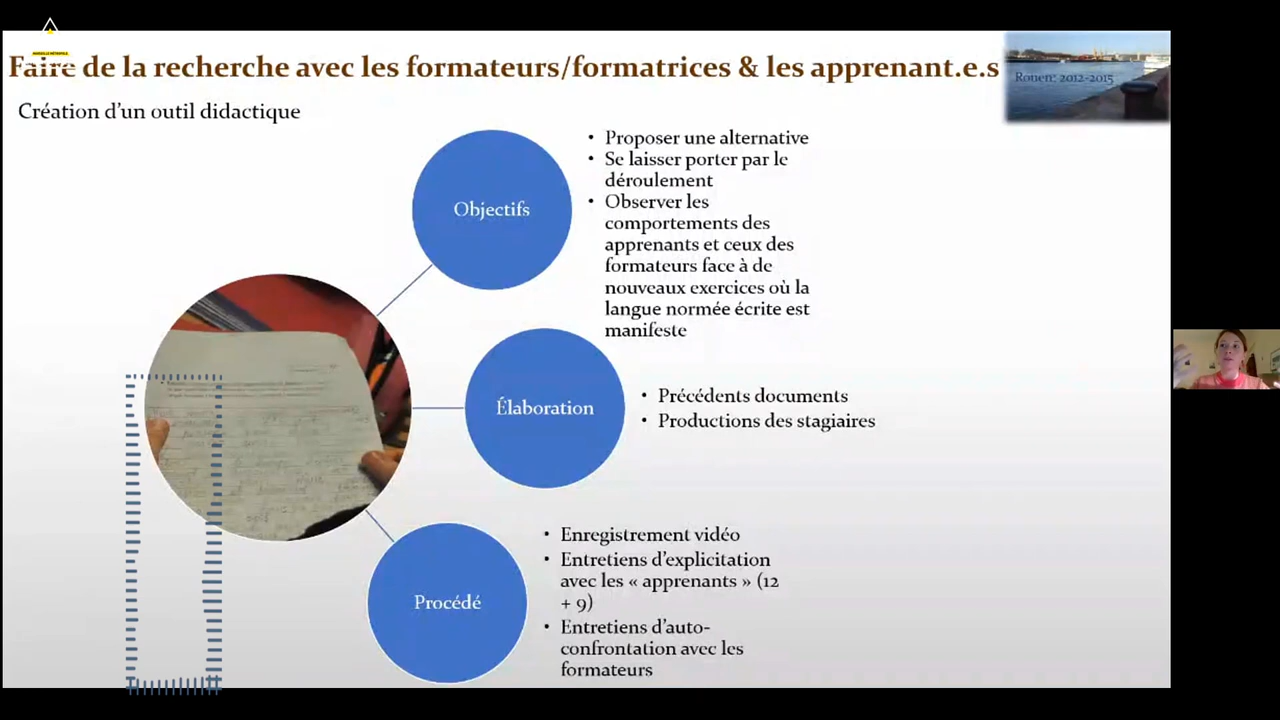 MARSEILLE MÉTROPOLE
Faire de la recherche avec les formateurs/formatrices & les apprenant.e.s
Rouen: 2012-2015
Création d'un outil didactique
Objectifs
• Proposer une alternative
• Se laisser porter par le
déroulement
• Observer les
comportements des
apprenants et ceux des
formateurs face à de
nouveaux exercices où la
langue normée écrite est
manifeste
Élaboration
• Précédents documents
• Productions des stagiaires
Procédé
• Enregistrement vidéo
• Entretiens d'explicitation
avec les « apprenants » (12
+ 9)
• Entretiens d'auto-
confrontation avec les
formateurs